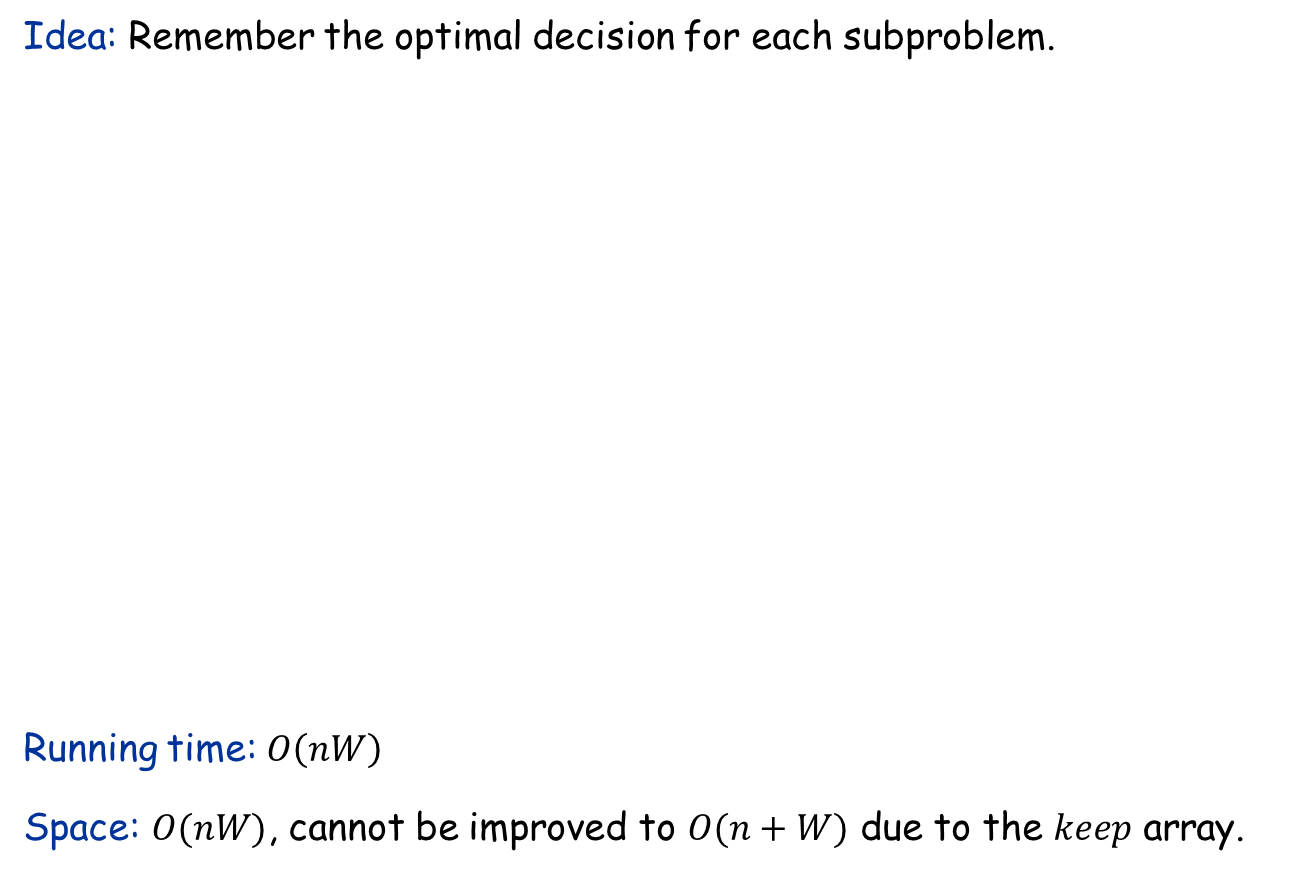 Idea: Remember the optimal decision for each subproblem.
Running time: O(nW)
Space: O(nW), cannot be improved to O(n + W) due to the keep array.